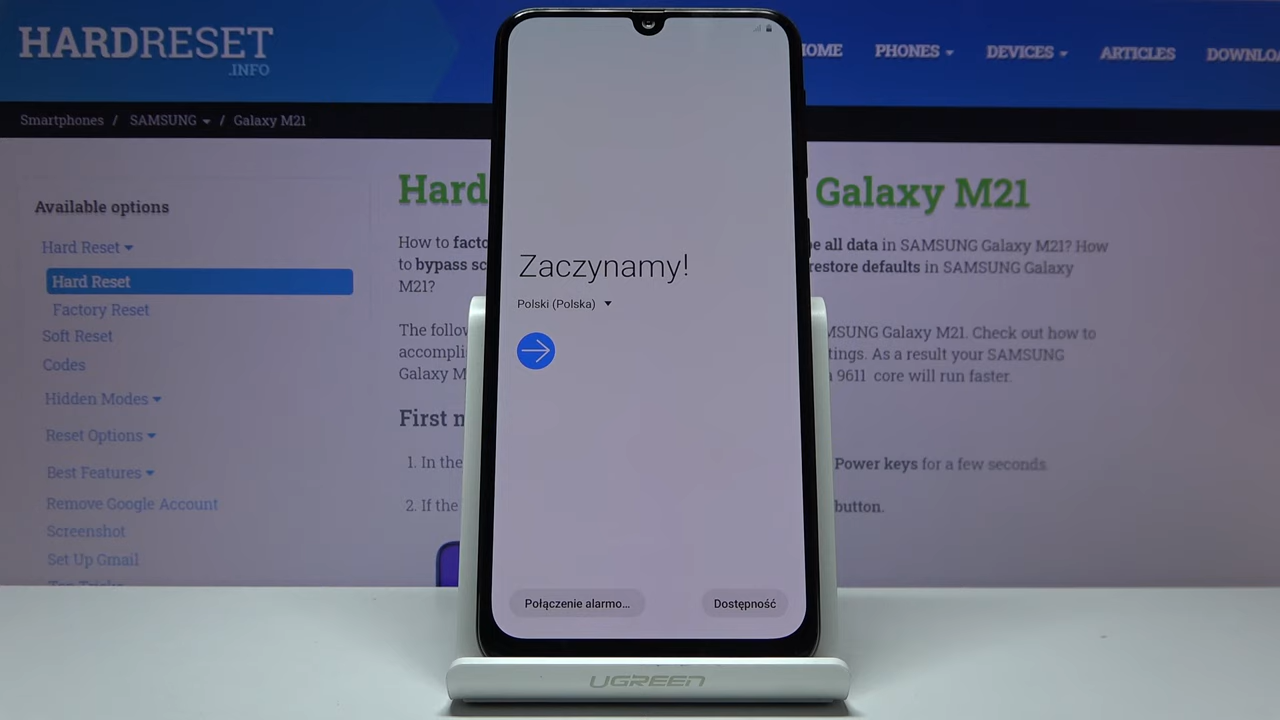 HARDRESET
.INFO
HOME PHONES DEVICES ARTICLES
Smartphones / SAMSUNG / Galaxy M21
Available options
Hard Reset
Hard Reset
Factory Reset
Soft Reset
Codes
Hidden Modes
Reset Options
Best Features
Remove Google Account
Screenshot
Set Up Gmail
Hard
Galaxy M21
How to
all data in SAMSUNG Galaxy M21? How
to bypass
restore defaults in SAMSUNG Galaxy
M21?
The
SAMSUNG Galaxy M21. Check out how to
As a result your SAMSUNG
Galaxy
9611 core will run faster.
First
1. In the
Power keys for a few seconds.
2. If the
button.
Zaczynamy!
Polski (Polska)
Połączenie alarmo...
Dostępność
UGREEN